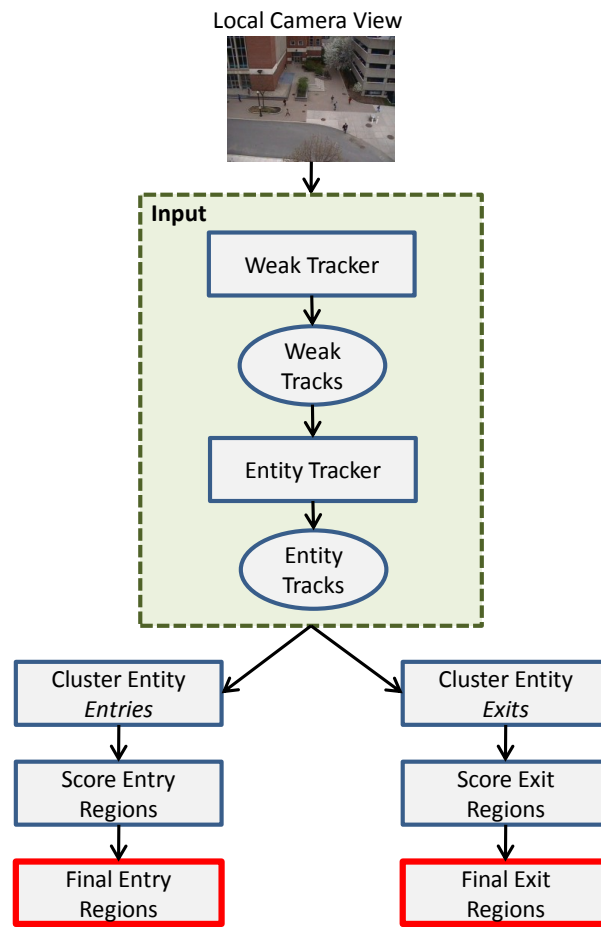 Local Camera View
Input
Weak Tracker
Weak
Tracks
Entity Tracker
Entity
Tracks
Cluster Entity
Entries
Score Entry
Regions
Final Entry
Regions
Cluster Entity
Exits
Score Exit
Regions
Final Exit
Regions